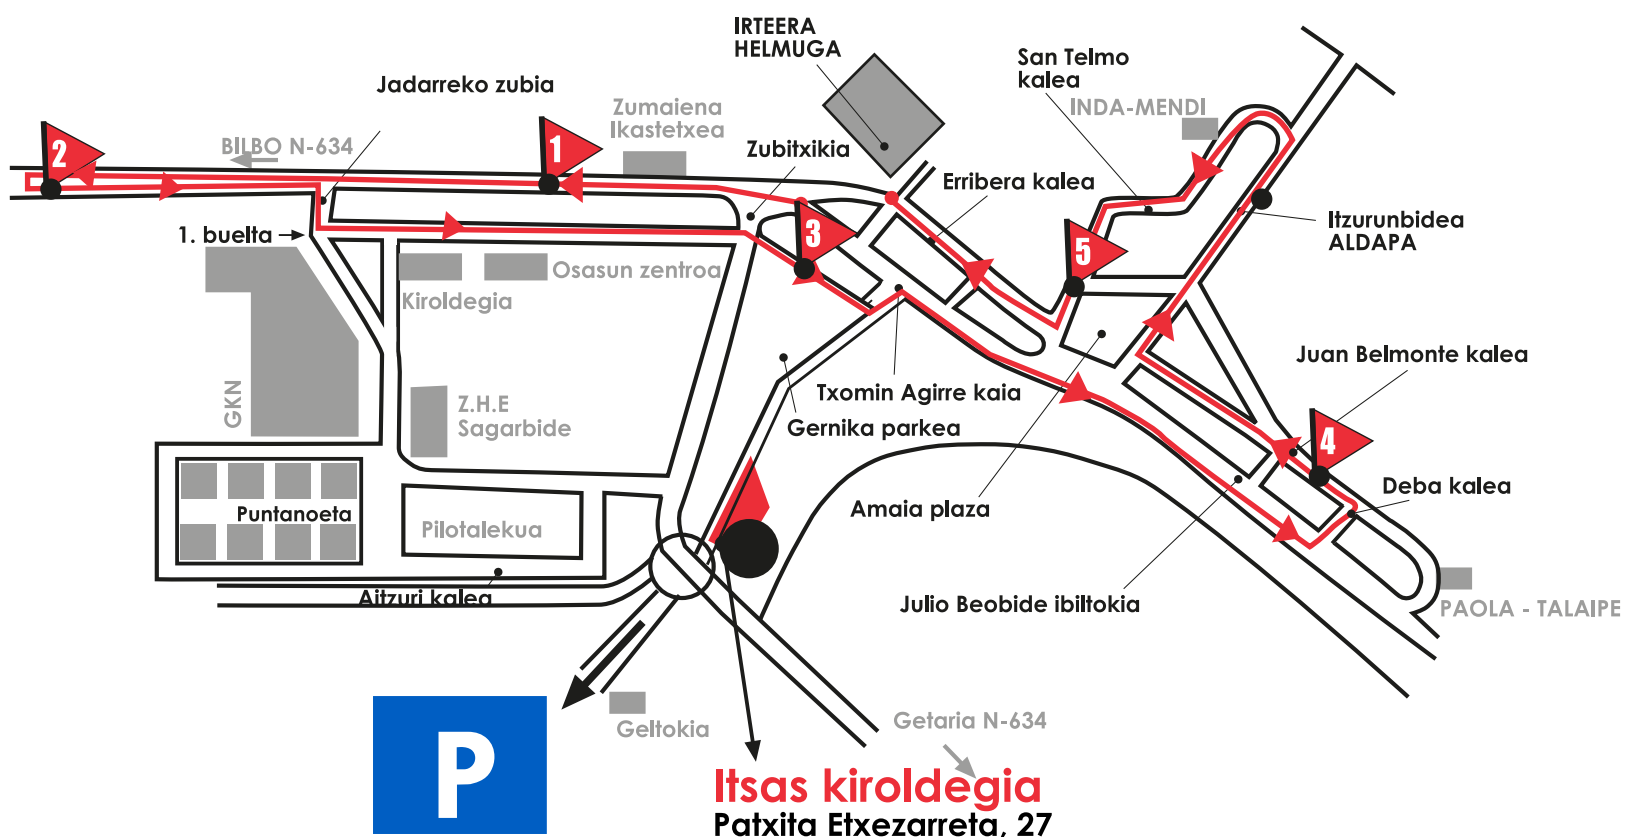 IRTEERA
HELMUGA
San Telmo
kalea
Jadarreko zubia
Zumaiena
Ikastetxea
INDA-MENDI
BILBO N-634
2
1
Zubitxikia
Erribera kalea
Itzurunbidea
ALDAPA
1. buelta
3
5
Osasun zentroa
Kiroldegia
Juan Belmonte kalea
GKN
Z.H.E
Sagarbide
Txomin Agirre kaia
Gernika parkea
4
Deba kalea
Amaia plaza
Puntanoeta
Pilotalekua
Aitzuri kalea
Julio Beobide ibiltokia
PAOLA - TALAIPE
P
Geltokia
Getaria N-634
Itsas kiroldegia
Patxita Etxezarreta, 27